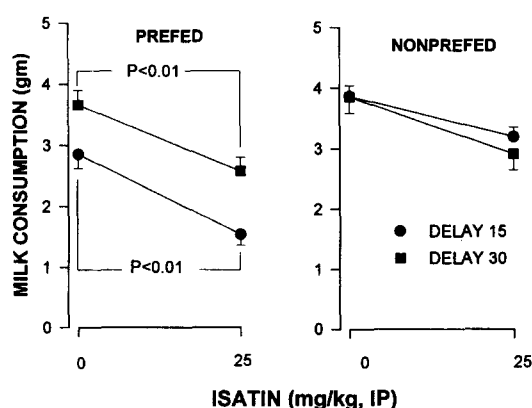 PREFED
NONPREFED
MILK CONSUMPTION (gm)
5
4
3
2
1
0
P<0.01
P<0.01
0
25
5
4
3
2
1
0
DELAY 15
DELAY 30
0
25
ISATIN (mg/kg, IP)